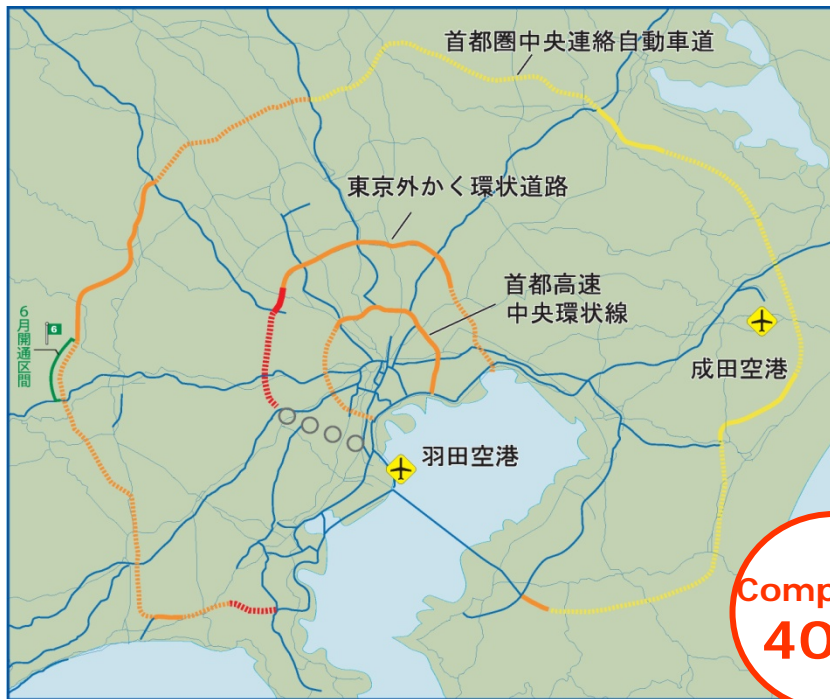 首都圏中央連絡自動車道
東京外かく環状道路
首都高速
中央環状線
6
6月開通区間
成田空港
羽田空港
Comp
40